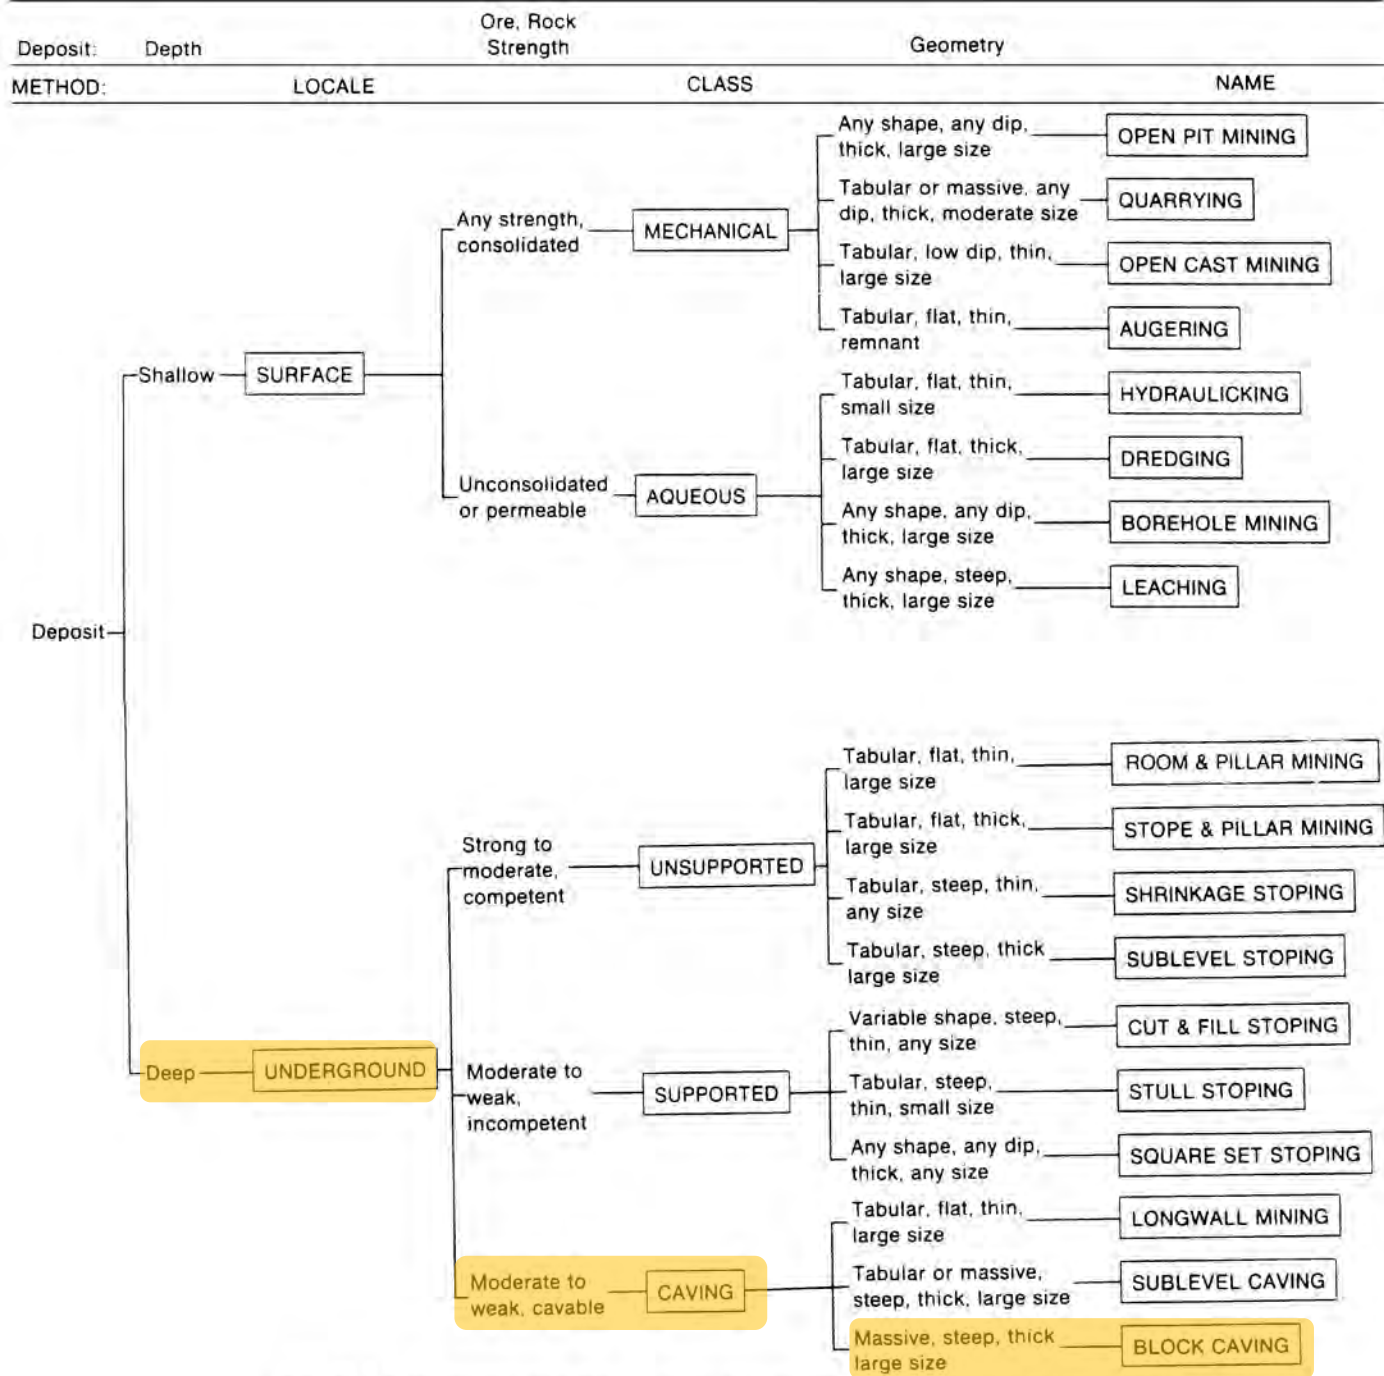 Ore, Rock
Deposit: Depth Strength Geometry
METHOD: LOCALE CLASS NAME
Any shape, any dip,
thick, large size
OPEN PIT MINING
Tabular or massive, any
dip, thick, moderate size
QUARRYING
Any strength,
consolidated
MECHANICAL
Tabular, low dip, thin,
large size
OPEN CAST MINING
Tabular, flat, thin,
remnant
AUGERING
Shallow
SURFACE
Tabular, flat, thin,
small size
HYDRAULICKING
Tabular, flat, thick,
large size
DREDGING
Unconsolidated
or permeable
AQUEOUS
Any shape, any dip,
thick, large size
BOREHOLE MINING
Any shape, steep,
thick, large size
LEACHING
Deposit
Tabular, flat, thin,
large size
ROOM & PILLAR MINING
Tabular, flat, thick,
large size
STOPE & PILLAR MINING
Strong to
moderate,
competent
UNSUPPORTED
Tabular, steep, thin,
any size
SHRINKAGE STOPING
Tabular, steep, thick
large size
SUBLEVEL STOPING
Variable shape, steep,
thin, any size
CUT & FILL STOPING
Deep
UNDERGROUND
Moderate to
weak,
incompetent
SUPPORTED
Tabular, steep,
thin, small size
STULL STOPING
Any shape, any dip,
thick, any size
SQUARE SET STOPING
Tabular, flat, thin,
large size
LONGWALL MINING
Moderate to
weak, cavable
CAVING
Tabular or massive,
steep, thick, large size
SUBLEVEL CAVING
Massive, steep, thick
large size
BLOCK CAVING